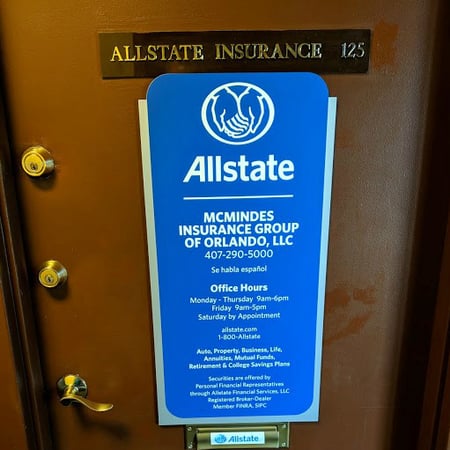 ALLSTATE INSURANCE 125
Allstate
MCMINDES
INSURANCE GROUP
OF ORLANDO, LLC
407-290-5000
Se habla español
Office Hours
Monday - Thursday 9am-6pm
Friday 9am-5pm
Saturday by Appointment
allstate.com
1-800-Allstate
Auto, Property, Business, Life,
Annuities, Mutual Funds,
Retirement & College Savings Plans
Securities are offered by
Personal Financial Representatives
through Allstate Financial Services, LLC
Registered Broker-Dealer
Member FINRA, SIPC
Allstate